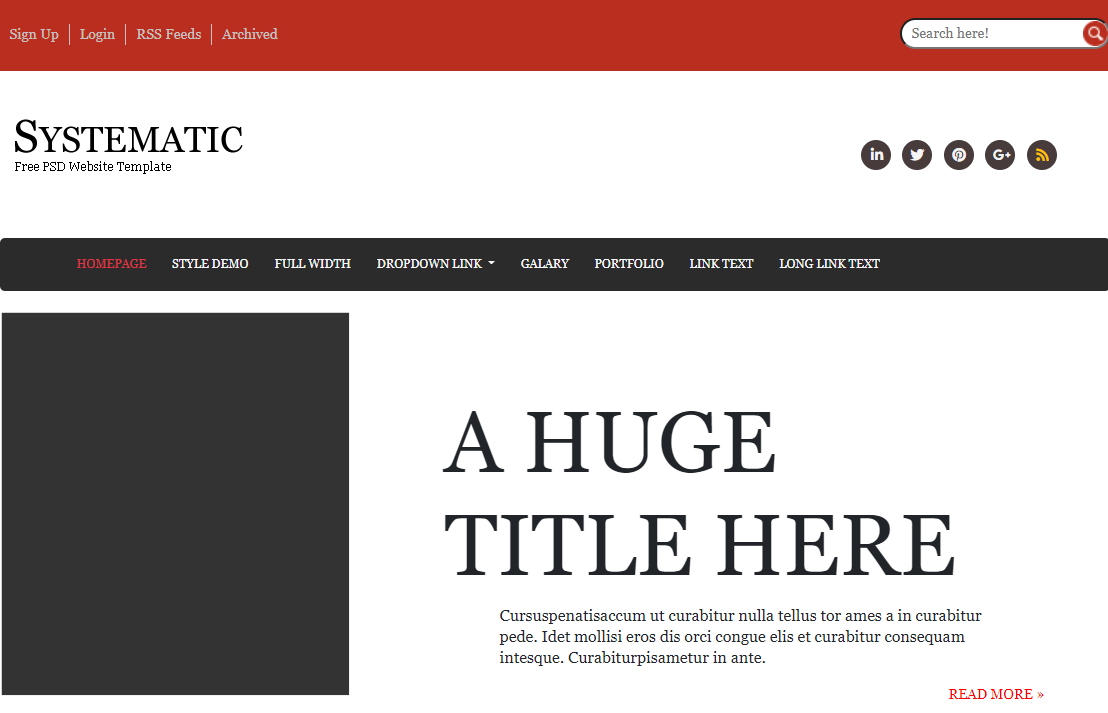 Sign Up Login RSS Feeds Archived Search here!
SYSTEMATIC
Free PSD Website Template
in G+
HOMEPAGE STYLE DEMO FULL WIDTH DROPDOWN LINK GALARY PORTFOLIO LINK TEXT LONG LINK TEXT
A HUGE
TITLE HERE
Cursuspenatisaccum ut curabitur nulla tellus tor ames a in curabitur
pede. Idet mollisi eros dis orci congue elis et curabitur consequam
intesque. Curabiturpisametur in ante.
READ MORE »